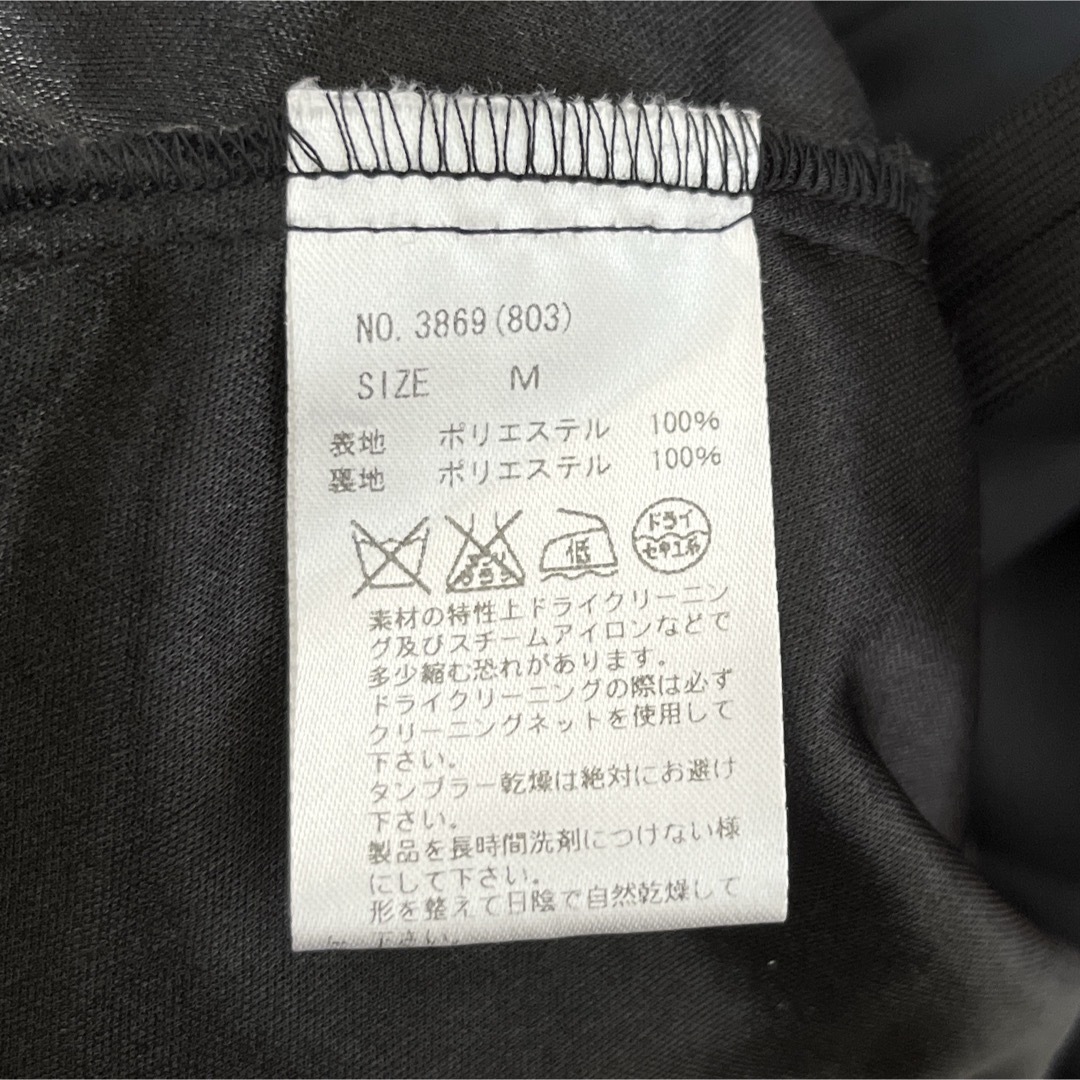 NO. 3869(803)
SIZE M
表地 ポリエステル 100%
裏地 ポリエステル 100%
低
ドライ
セキユ系
素材の特性上ドライクリーニン
グ及びスチームアイロンなどで
多少縮む恐れがあります。
ドライクリーニングの際は必ず
クリーニングネットを使用して
下さい。
タンブラー乾燥は絶対にお避け
下さい。
製品を長時間洗剤につけない様
にして下さい。
形を整えて日陰で自然乾燥して
下さい。